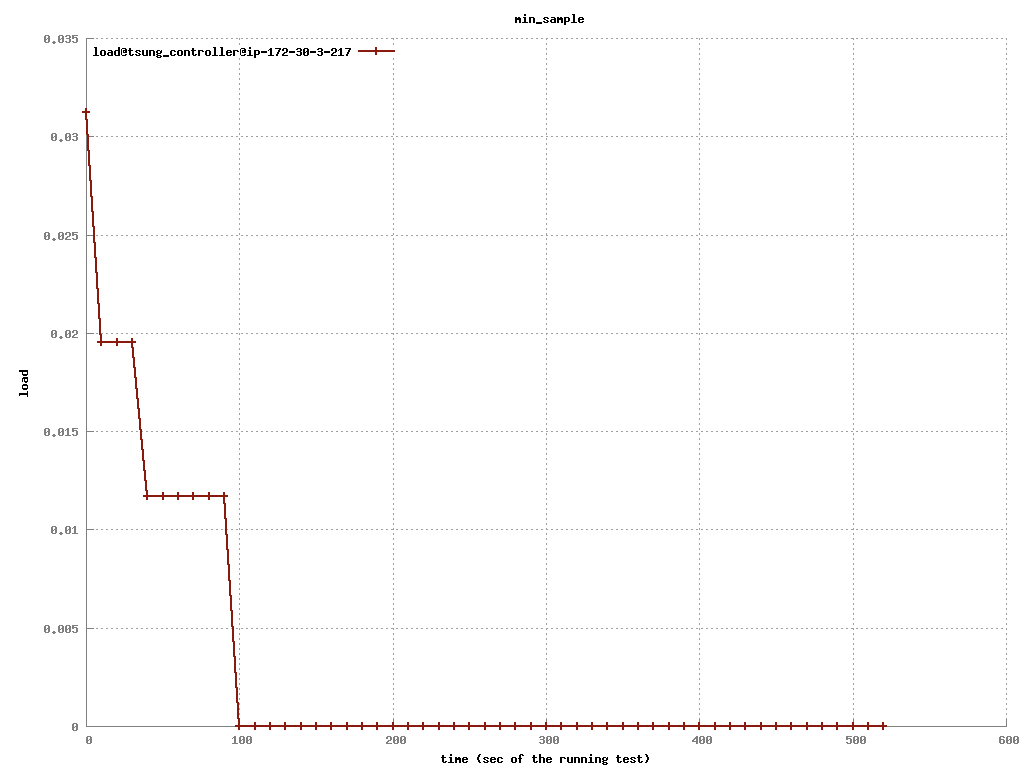 min_sample
load@tsung_controller@ip-172-30-3-217
0.035
0.03
0.025
0.02
0.015
0.01
0.005
0
load
0 100 200 300 400 500 600
time (sec of the running test)